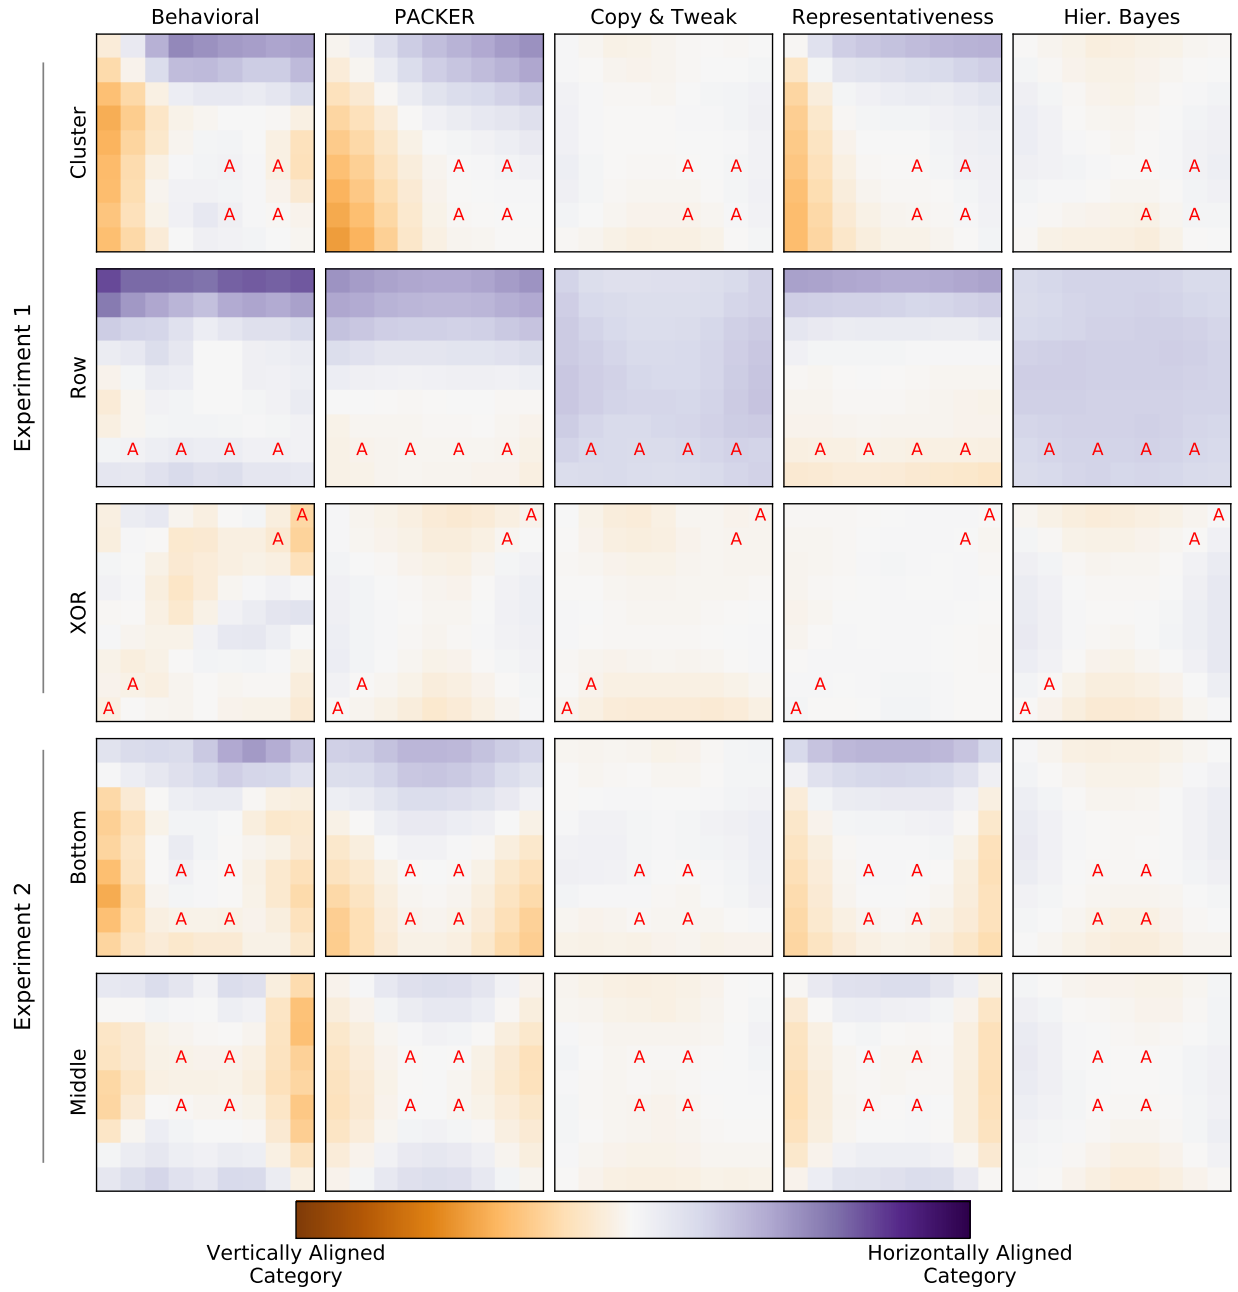 Behavioral PACKER Copy & Tweak Representativeness Hier. Bayes
Experiment 1
Cluster
A A A A A A A A A A
A A A A A A A A A A
Row
A A A A A A A A A A A A A A A A A A A A
XOR
A A A A A
A A A A A
A A A A A
A A A A A
Experiment 2
Bottom
A A A A A A A A A A
A A A A A A A A A A
Middle
A A A A A A A A A A
A A A A A A A A A A
Vertically Aligned Horizontally Aligned
Category Category